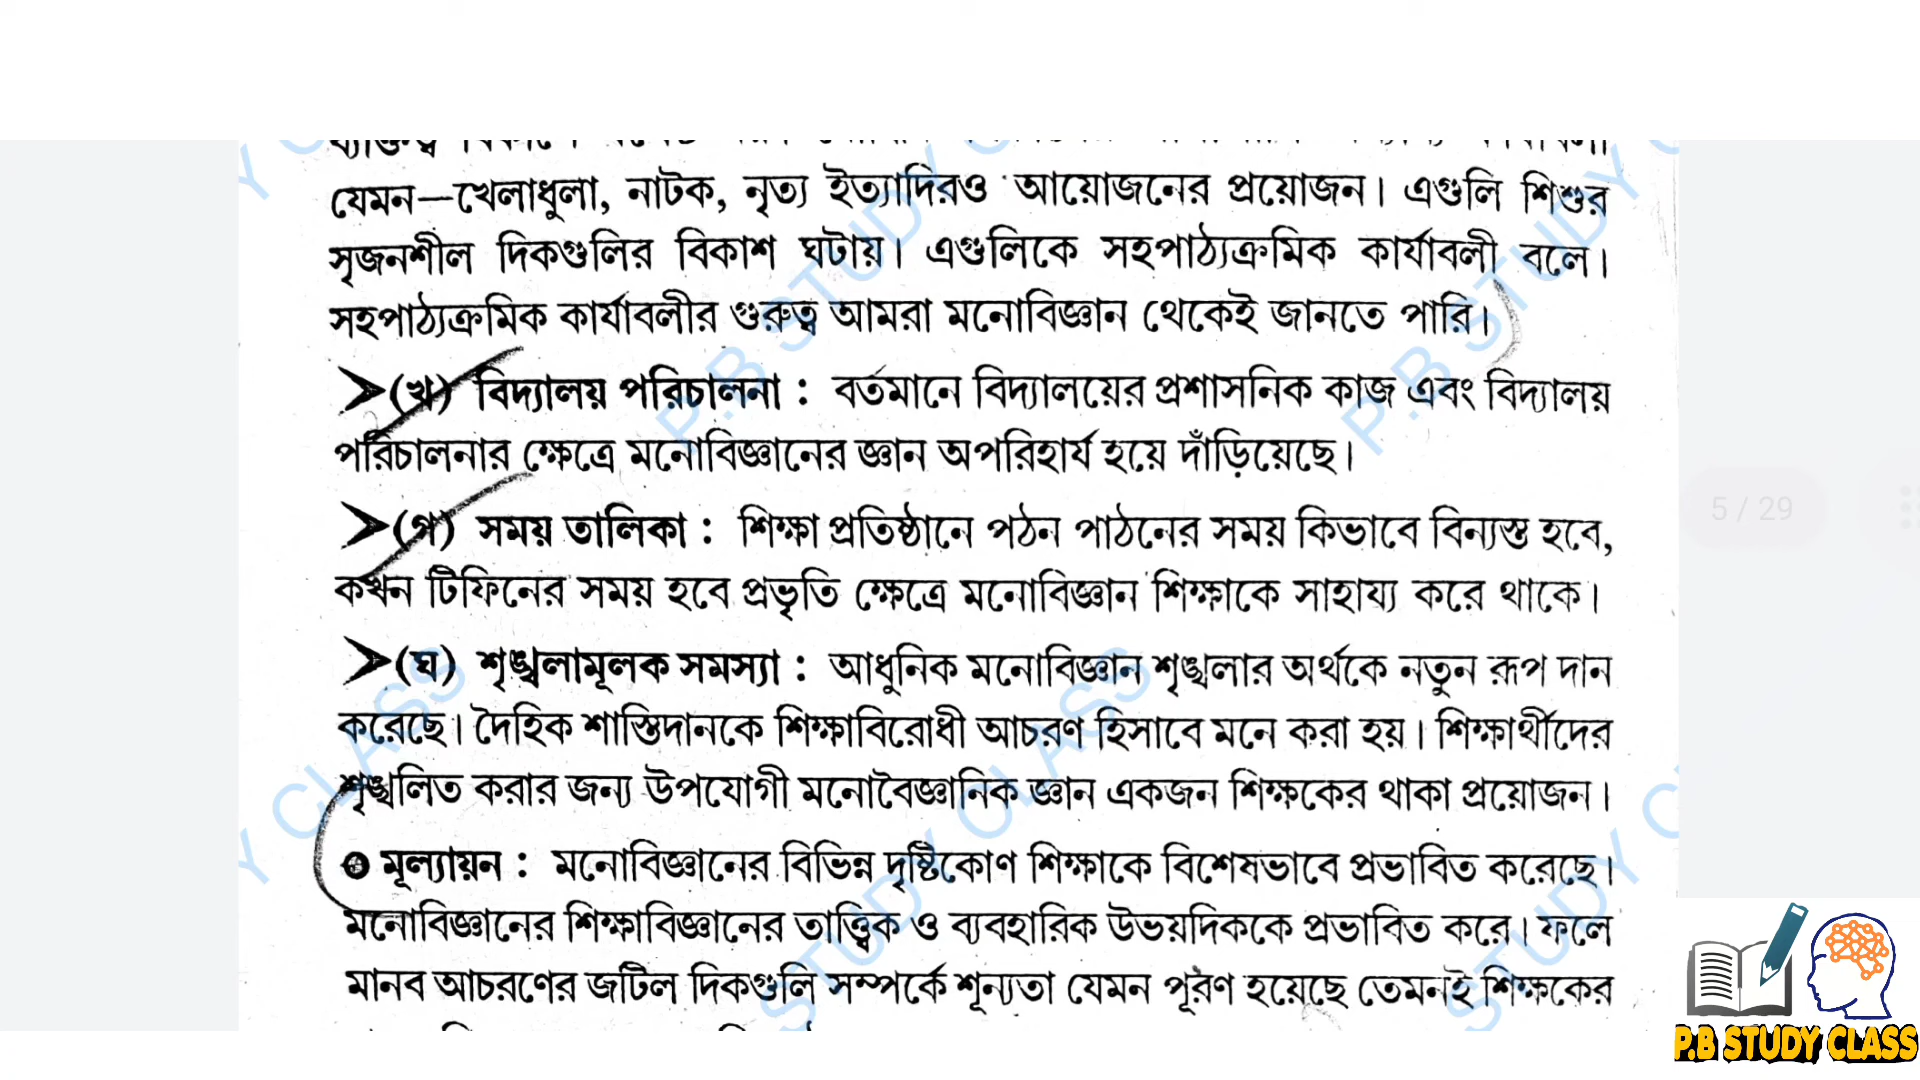 যেমন—খেলাধুলা, নাটক, নৃত্য ইত্যাদিরও আয়োজনের প্রয়োজন। এগুলি শিশুর
সৃজনশীল দিকগুলির বিকাশ ঘটায়। এগুলিকে সহপাঠ্যক্রমিক কার্যাবলী বলে।
সহপাঠ্যক্রমিক কার্যাবলীর গুরুত্ব আমরা মনোবিজ্ঞান থেকেই জানতে পারি।
➤(খ) বিদ্যালয় পরিচালনা : বর্তমানে বিদ্যালয়ের প্রশাসনিক কাজ এবং বিদ্যালয়
পরিচালনার ক্ষেত্রে মনোবিজ্ঞানের জ্ঞান অপরিহার্য হয়ে দাঁড়িয়েছে।
➤(গ) সময় তালিকা : শিক্ষা প্রতিষ্ঠানে পঠন পাঠনের সময় কিভাবে বিন্যস্ত হবে,
কখন টিফিনের সময় হবে প্রভৃতি ক্ষেত্রে মনোবিজ্ঞান শিক্ষাকে সাহায্য করে থাকে।
➤(ঘ) শৃঙ্খলামূলক সমস্যা : আধুনিক মনোবিজ্ঞান শৃঙ্খলার অর্থকে নতুন রূপ দান
করেছে। দৈহিক শাস্তিদানকে শিক্ষাবিরোধী আচরণ হিসাবে মনে করা হয়। শিক্ষার্থীদের
শৃঙ্খলিত করার জন্য উপযোগী মনোবৈজ্ঞানিক জ্ঞান একজন শিক্ষকের থাকা প্রয়োজন।
মূল্যায়ন : মনোবিজ্ঞানের বিভিন্ন দৃষ্টিকোণ শিক্ষাকে বিশেষভাবে প্রভাবিত করেছে।
মনোবিজ্ঞানের শিক্ষাবিজ্ঞানের তাত্ত্বিক ও ব্যবহারিক উভয়দিককে প্রভাবিত করে। ফলে
মানব আচরণের জটিল দিকগুলি সম্পর্কে শূন্যতা যেমন পূরণ হয়েছে তেমনই শিক্ষকের
5 / 29
P.B STUDY CLASS
P.B STUDY CLASS
P.B STUDY CLASS